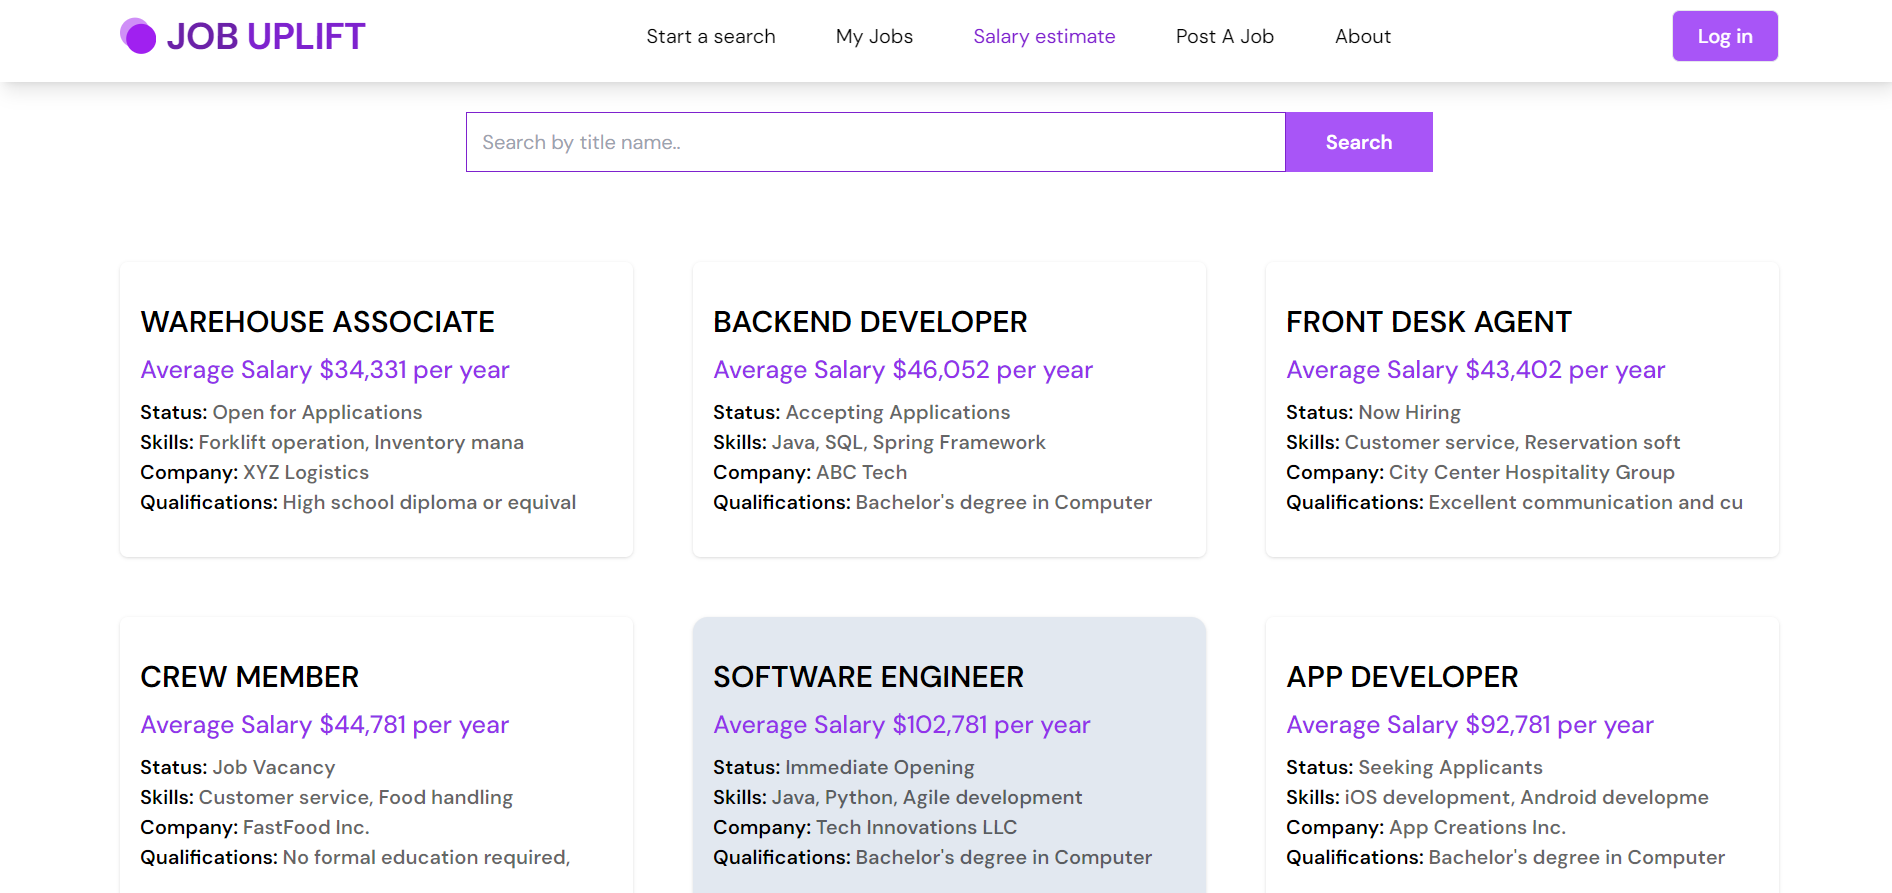 JOB UPLIFT
Start a search
My Jobs
Salary estimate
Post A Job
About
Log in
Search by title name..
Search
WAREHOUSE ASSOCIATE
Average Salary $34,331 per year
Status: Open for Applications
Skills: Forklift operation, Inventory mana
Company: XYZ Logistics
Qualifications: High school diploma or equival
BACKEND DEVELOPER
Average Salary $46,052 per year
Status: Accepting Applications
Skills: Java, SQL, Spring Framework
Company: ABC Tech
Qualifications: Bachelor's degree in Computer
FRONT DESK AGENT
Average Salary $43,402 per year
Status: Now Hiring
Skills: Customer service, Reservation soft
Company: City Center Hospitality Group
Qualifications: Excellent communication and cu
CREW MEMBER
Average Salary $44,781 per year
Status: Job Vacancy
Skills: Customer service, Food handling
Company: FastFood Inc.
Qualifications: No formal education required,
SOFTWARE ENGINEER
Average Salary $102,781 per year
Status: Immediate Opening
Skills: Java, Python, Agile development
Company: Tech Innovations LLC
Qualifications: Bachelor's degree in Computer
APP DEVELOPER
Average Salary $92,781 per year
Status: Seeking Applicants
Skills: iOS development, Android developme
Company: App Creations Inc.
Qualifications: Bachelor's degree in Computer